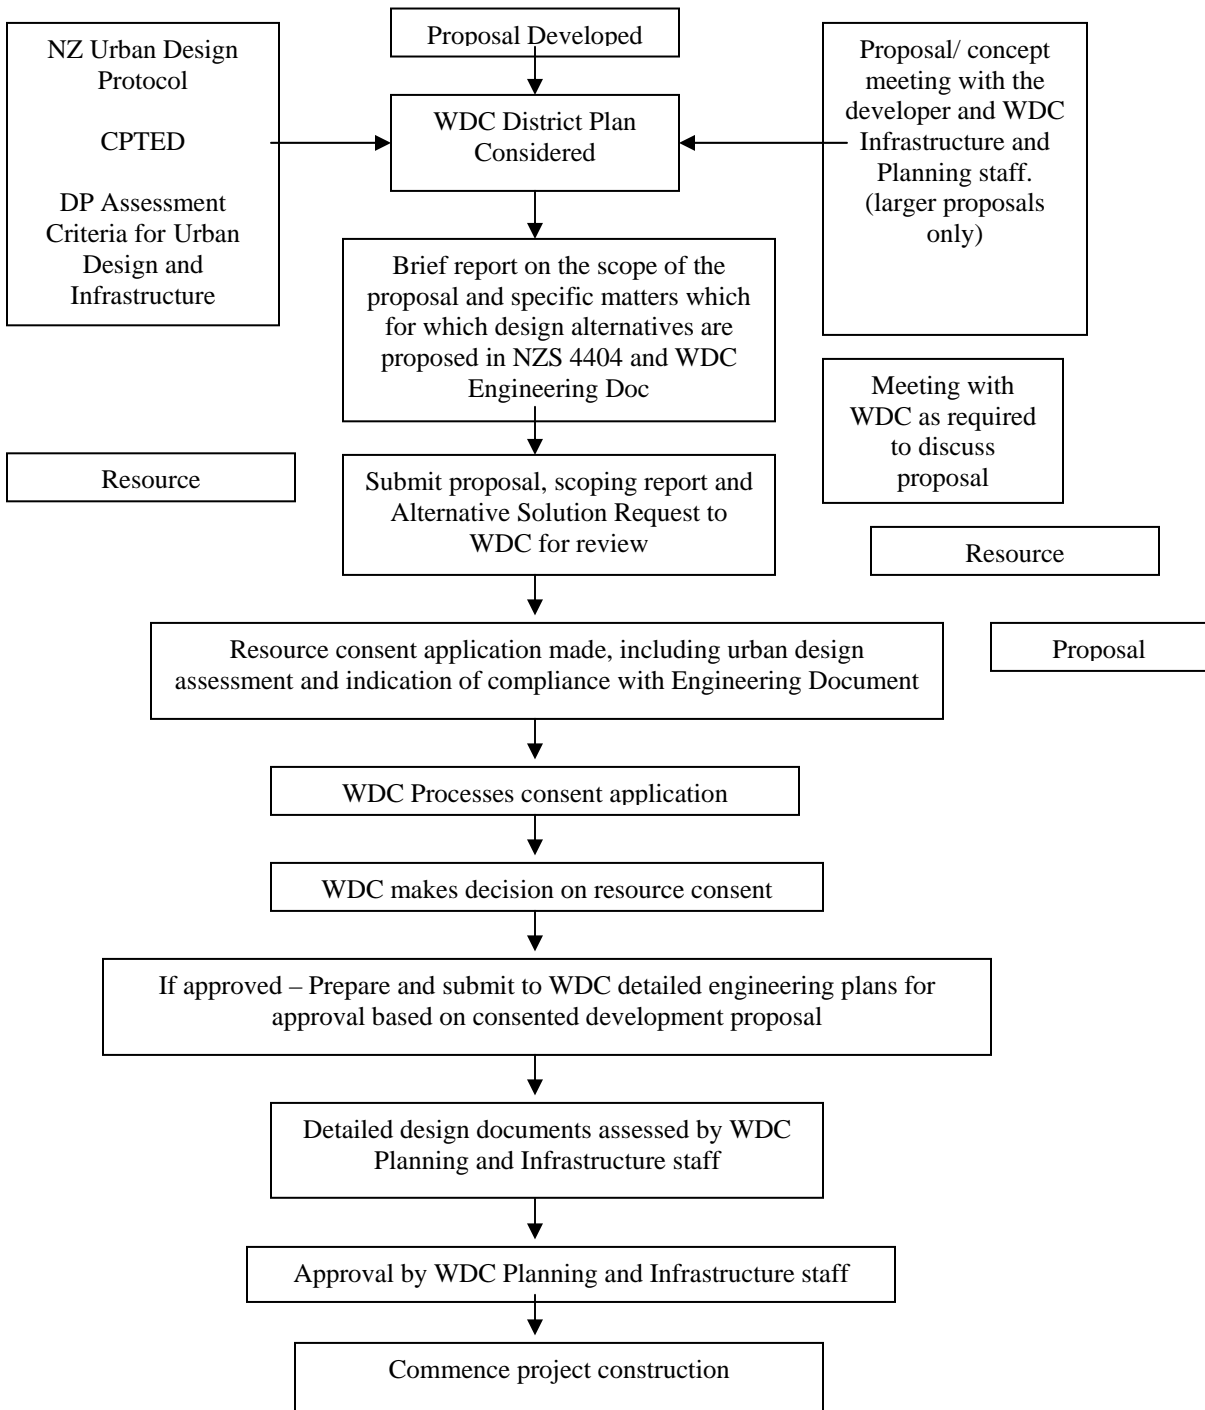 Proposal Developed
NZ Urban Design
Protocol
CPTED
DP Assessment
Criteria for Urban
Design and
Infrastructure
WDC District Plan
Considered
Proposal/ concept
meeting with the
developer and WDC
Infrastructure and
Planning staff.
(larger proposals
only)
Brief report on the scope of the
proposal and specific matters which
for which design alternatives are
proposed in NZS 4404 and WDC
Engineering Doc
Meeting with
WDC as required
to discuss
proposal
Resource
Submit proposal, scoping report and
Alternative Solution Request to
WDC for review
Resource
Resource consent application made, including urban design
assessment and indication of compliance with Engineering Document
Proposal
WDC Processes consent application
WDC makes decision on resource consent
If approved – Prepare and submit to WDC detailed engineering plans for
approval based on consented development proposal
Detailed design documents assessed by WDC
Planning and Infrastructure staff
Approval by WDC Planning and Infrastructure staff
Commence project construction